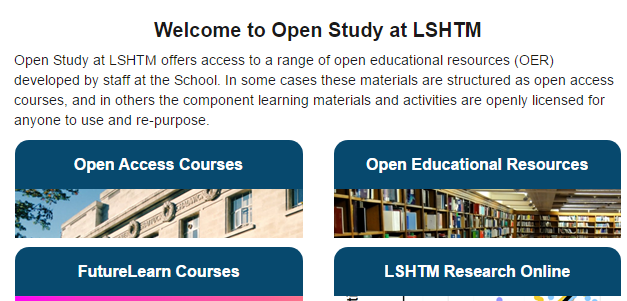 Welcome to Open Study at LSHTM
Open Study at LSHTM offers access to a range of open educational resources (OER)
developed by staff at the School. In some cases these materials are structured as open access
courses, and in others the component learning materials and activities are openly licensed for
anyone to use and re-purpose.
Open Access Courses
Open Educational Resources
FutureLearn Courses
LSHTM Research Online